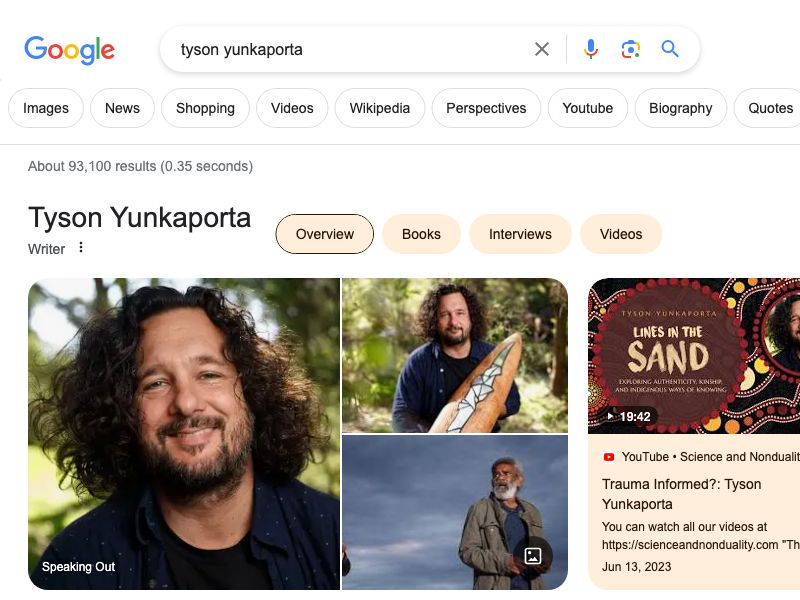 Google
tyson yunkaporta
Images
News
Shopping
Videos
Wikipedia
Perspectives
Youtube
Biography
Quotes
About 93,100 results (0.35 seconds)
Tyson Yunkaporta
Writer
Overview
Books
Interviews
Videos
Speaking Out
TYSON YUNKAPORTA
LINES IN THE
SAND
EXPLORING AUTHENTICITY, KINSHIP,
AND INDIGENOUS WAYS OF KNOWING
19:42
YouTube • Science and Nondualit
Trauma Informed?: Tyson
Yunkaporta
You can watch all our videos at
https://scienceandnonduality.com "Th
Jun 13, 2023